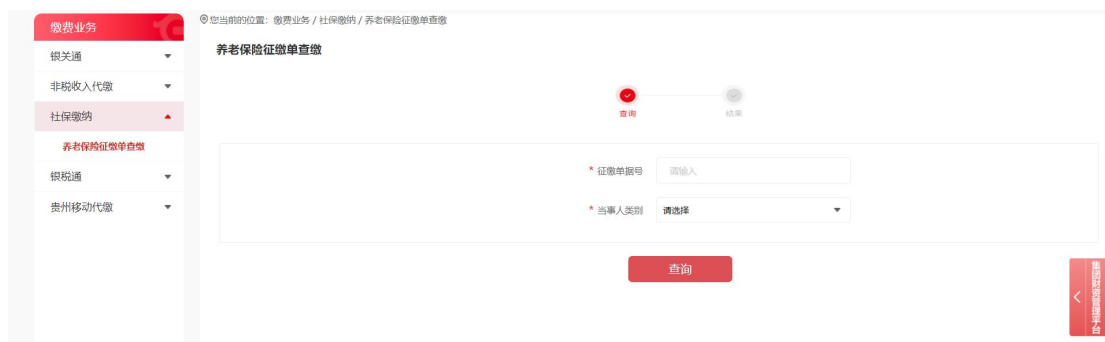 缴费业务
银关通
非税收入代缴
社保缴纳
养老保险征缴单查缴
银税通
贵州移动代缴
您当前的位置：缴费业务 / 社保缴纳 / 养老保险征缴单查缴
养老保险征缴单查缴
查询
结果
* 征缴单据号 请输入
* 当事人类别 请选择
查询
集团财资管理平台